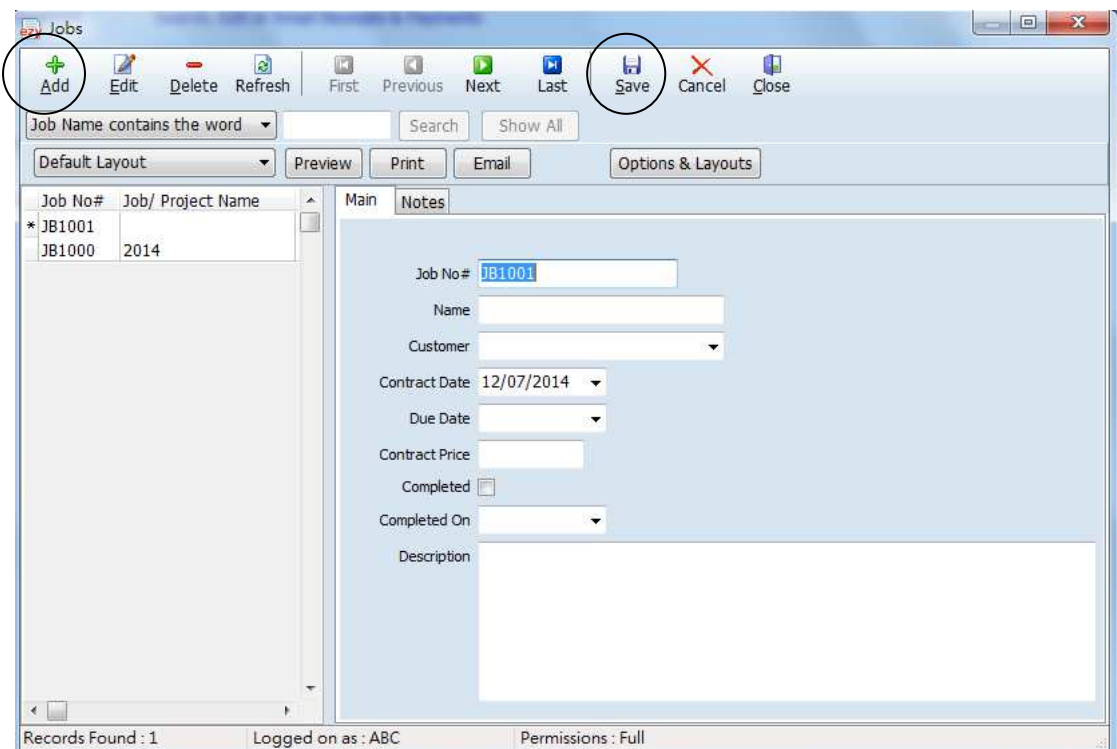 ezy Jobs
Add Edit Delete Refresh First Previous Next Last Save Cancel Close
Job Name contains the word Search Show All
Default Layout Preview Print Email Options & Layouts
Job No# Job/ Project Name
* JB1001
JB1000 2014
Main Notes
Job No# JB1001
Name
Customer
Contract Date 12/07/2014
Due Date
Contract Price
Completed
Completed On
Description
Records Found : 1 Logged on as : ABC Permissions : Full